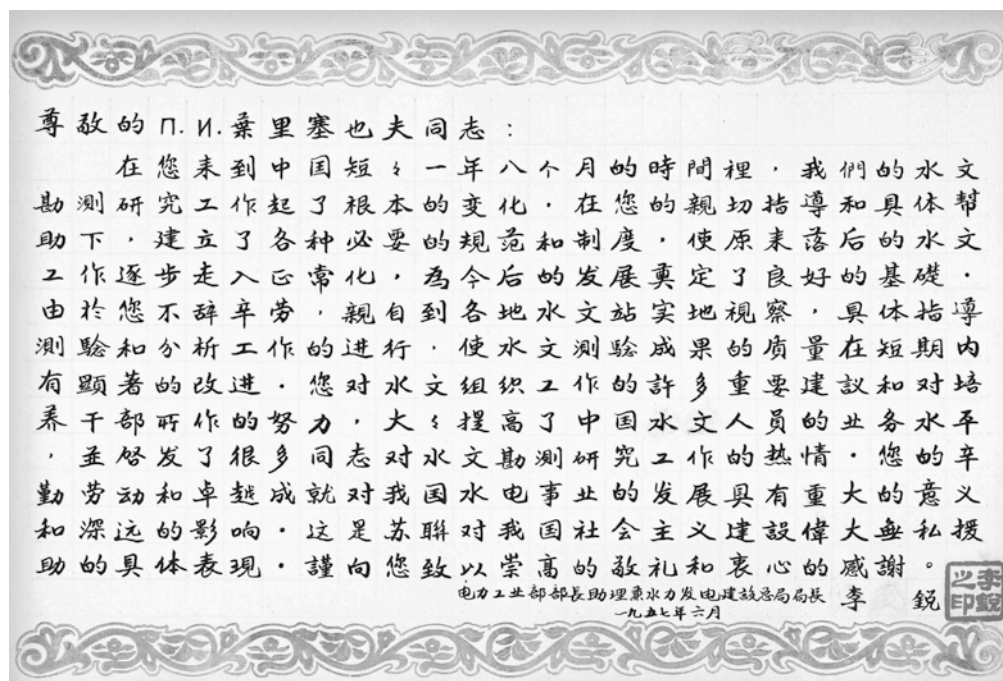 尊敬的П.И.葉里塞也夫同志：
在您来到中国短々一年八个月的時間裡，我們的水文
勘測研究工作起了根本的变化，在您的親切指導和具体幫
助下，建立了各种必要的規范和制度，使原来落后的水文
工作逐步走入正常化，為今后的发展奠定了良好的基礎．
由於您不辞辛劳，親自到各地水文站实地視察，具体指導
測驗和分析工作的进行．使水文測驗成果的质量在短期内
有顕著的改进．您对水文组织工作的許多重要建議和对培
养干部所作的努力，大々提高了中国水文人員的业务水平
，並啓发了很多同志对水文勘測研究工作的热情．您的辛
勤劳动和卓越成就对我国水电事业的发展具有重大的意义
和深远的影响．这是苏联对我国社会主义建設偉大無私援
助的具体表現．謹向您致以崇高的敬礼和衷心的感謝。
电力工业部部長助理兼水力发电建設总局局長 李 鋭
一九五七年六月
李鋭之印